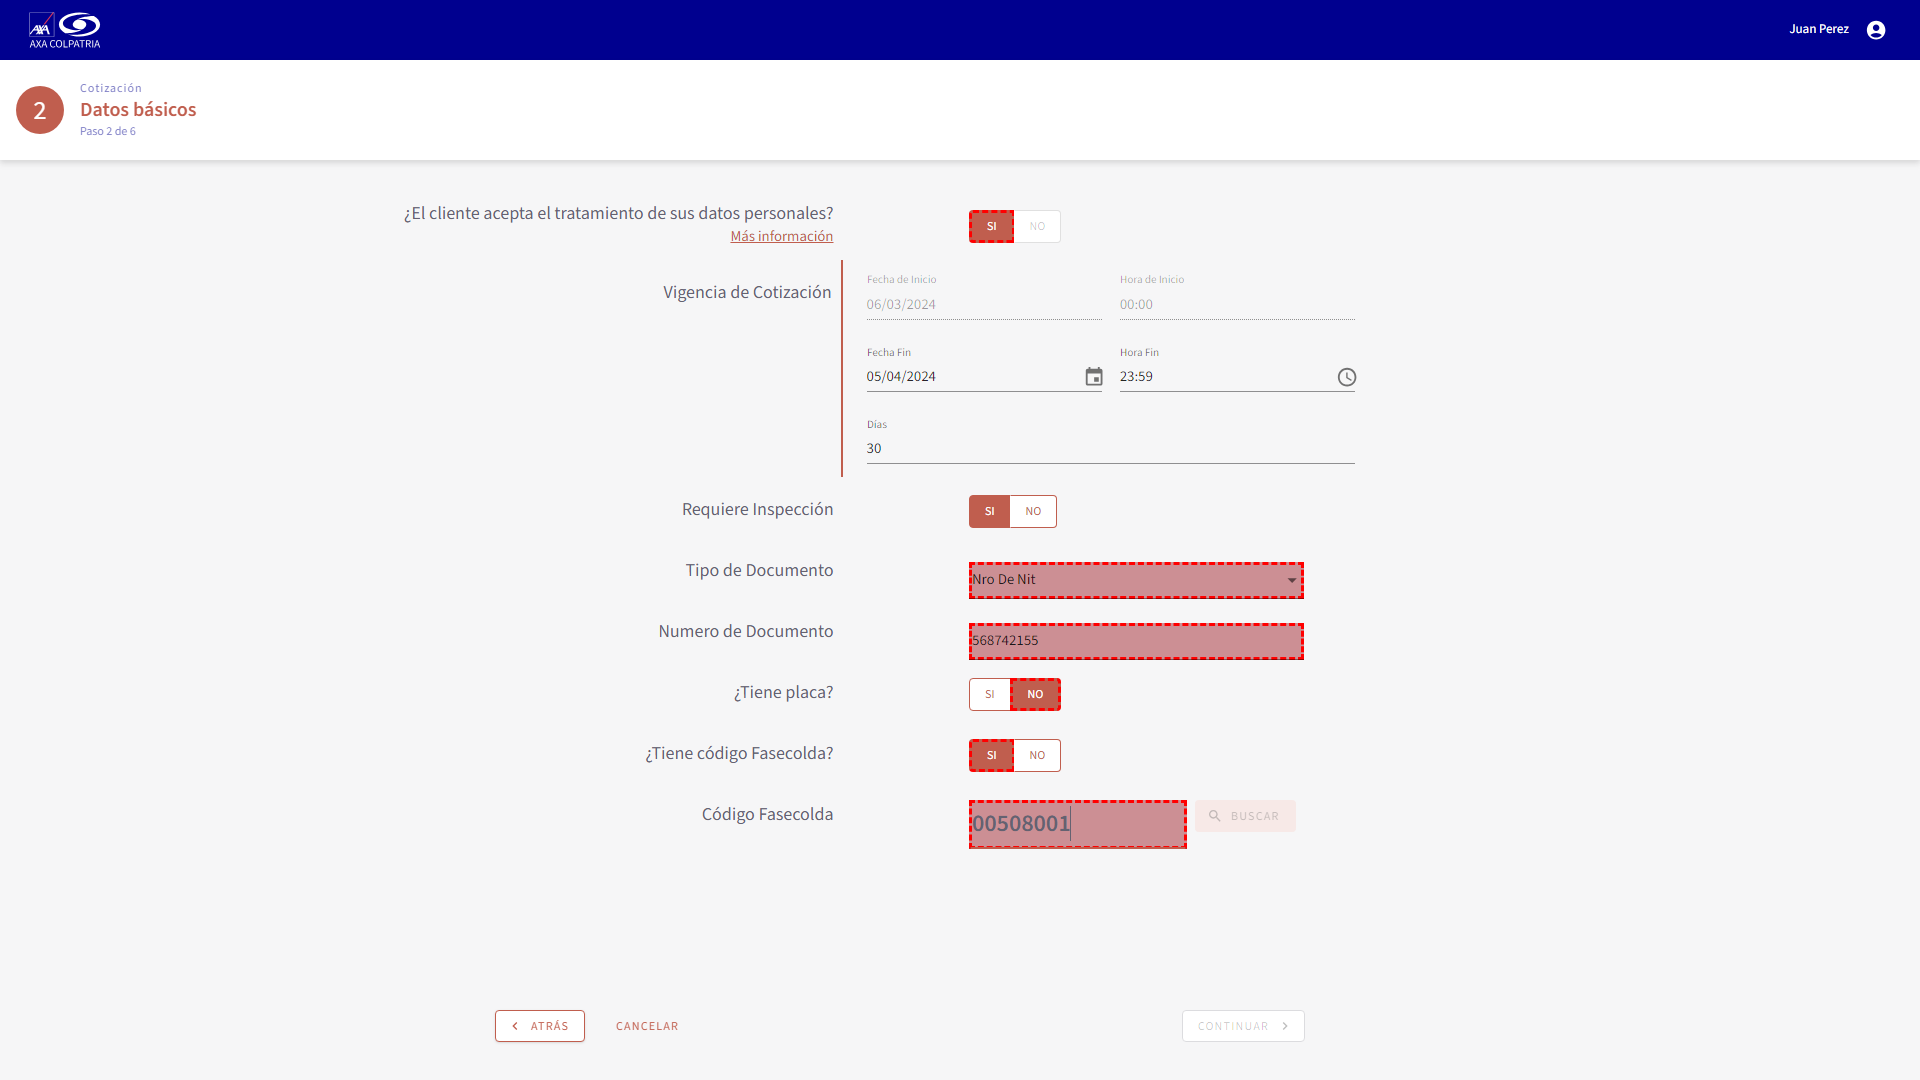 AXA
AXA COLPATRIA
Juan Perez
2
Cotización
Datos básicos
Paso 2 de 6
¿El cliente acepta el tratamiento de sus datos personales?
Más información
SI
NO
Vigencia de Cotización
Fecha de Inicio
06/03/2024
Hora de Inicio
00:00
Fecha Fin
05/04/2024
Hora Fin
23:59
Días
30
Requiere Inspección
SI
NO
Tipo de Documento
Nro De Nit
Numero de Documento
568742155
¿Tiene placa?
SI
NO
¿Tiene código Fasecolda?
SI
NO
Código Fasecolda
00508001
BUSCAR
ATRÁS
CANCELAR
CONTINUAR